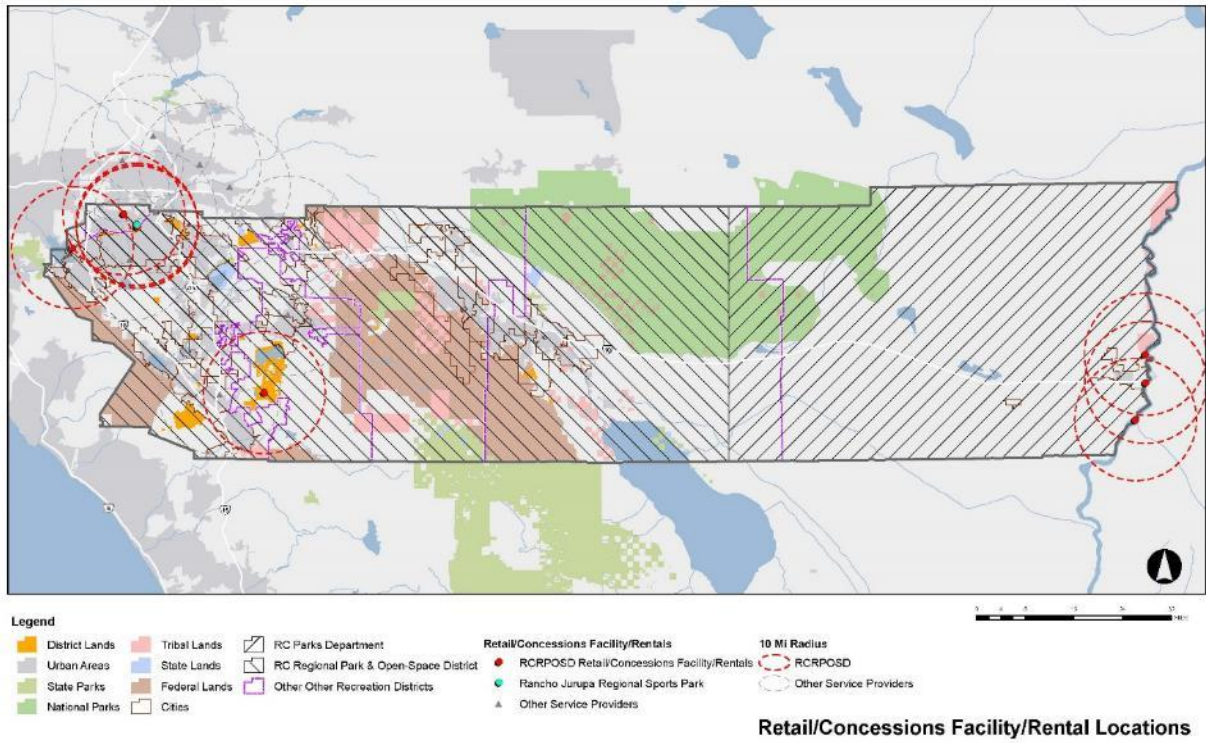 Legend
District Lands
Urban Areas
State Parks
National Parks
Tribal Lands
State Lands
Federal Lands
Cities
RC Parks Department
RC Regional Park & Open-Space District
Other Other Recreation Districts
Retail/Concessions Facility/Rentals
RCRPOSD Retail/Concessions Facility/Rentals
Rancho Jurupa Regional Sports Park
Other Service Providers
10 Mi Radius
RCRPOSD
Other Service Providers
Retail/Concessions Facility/Rental Locations